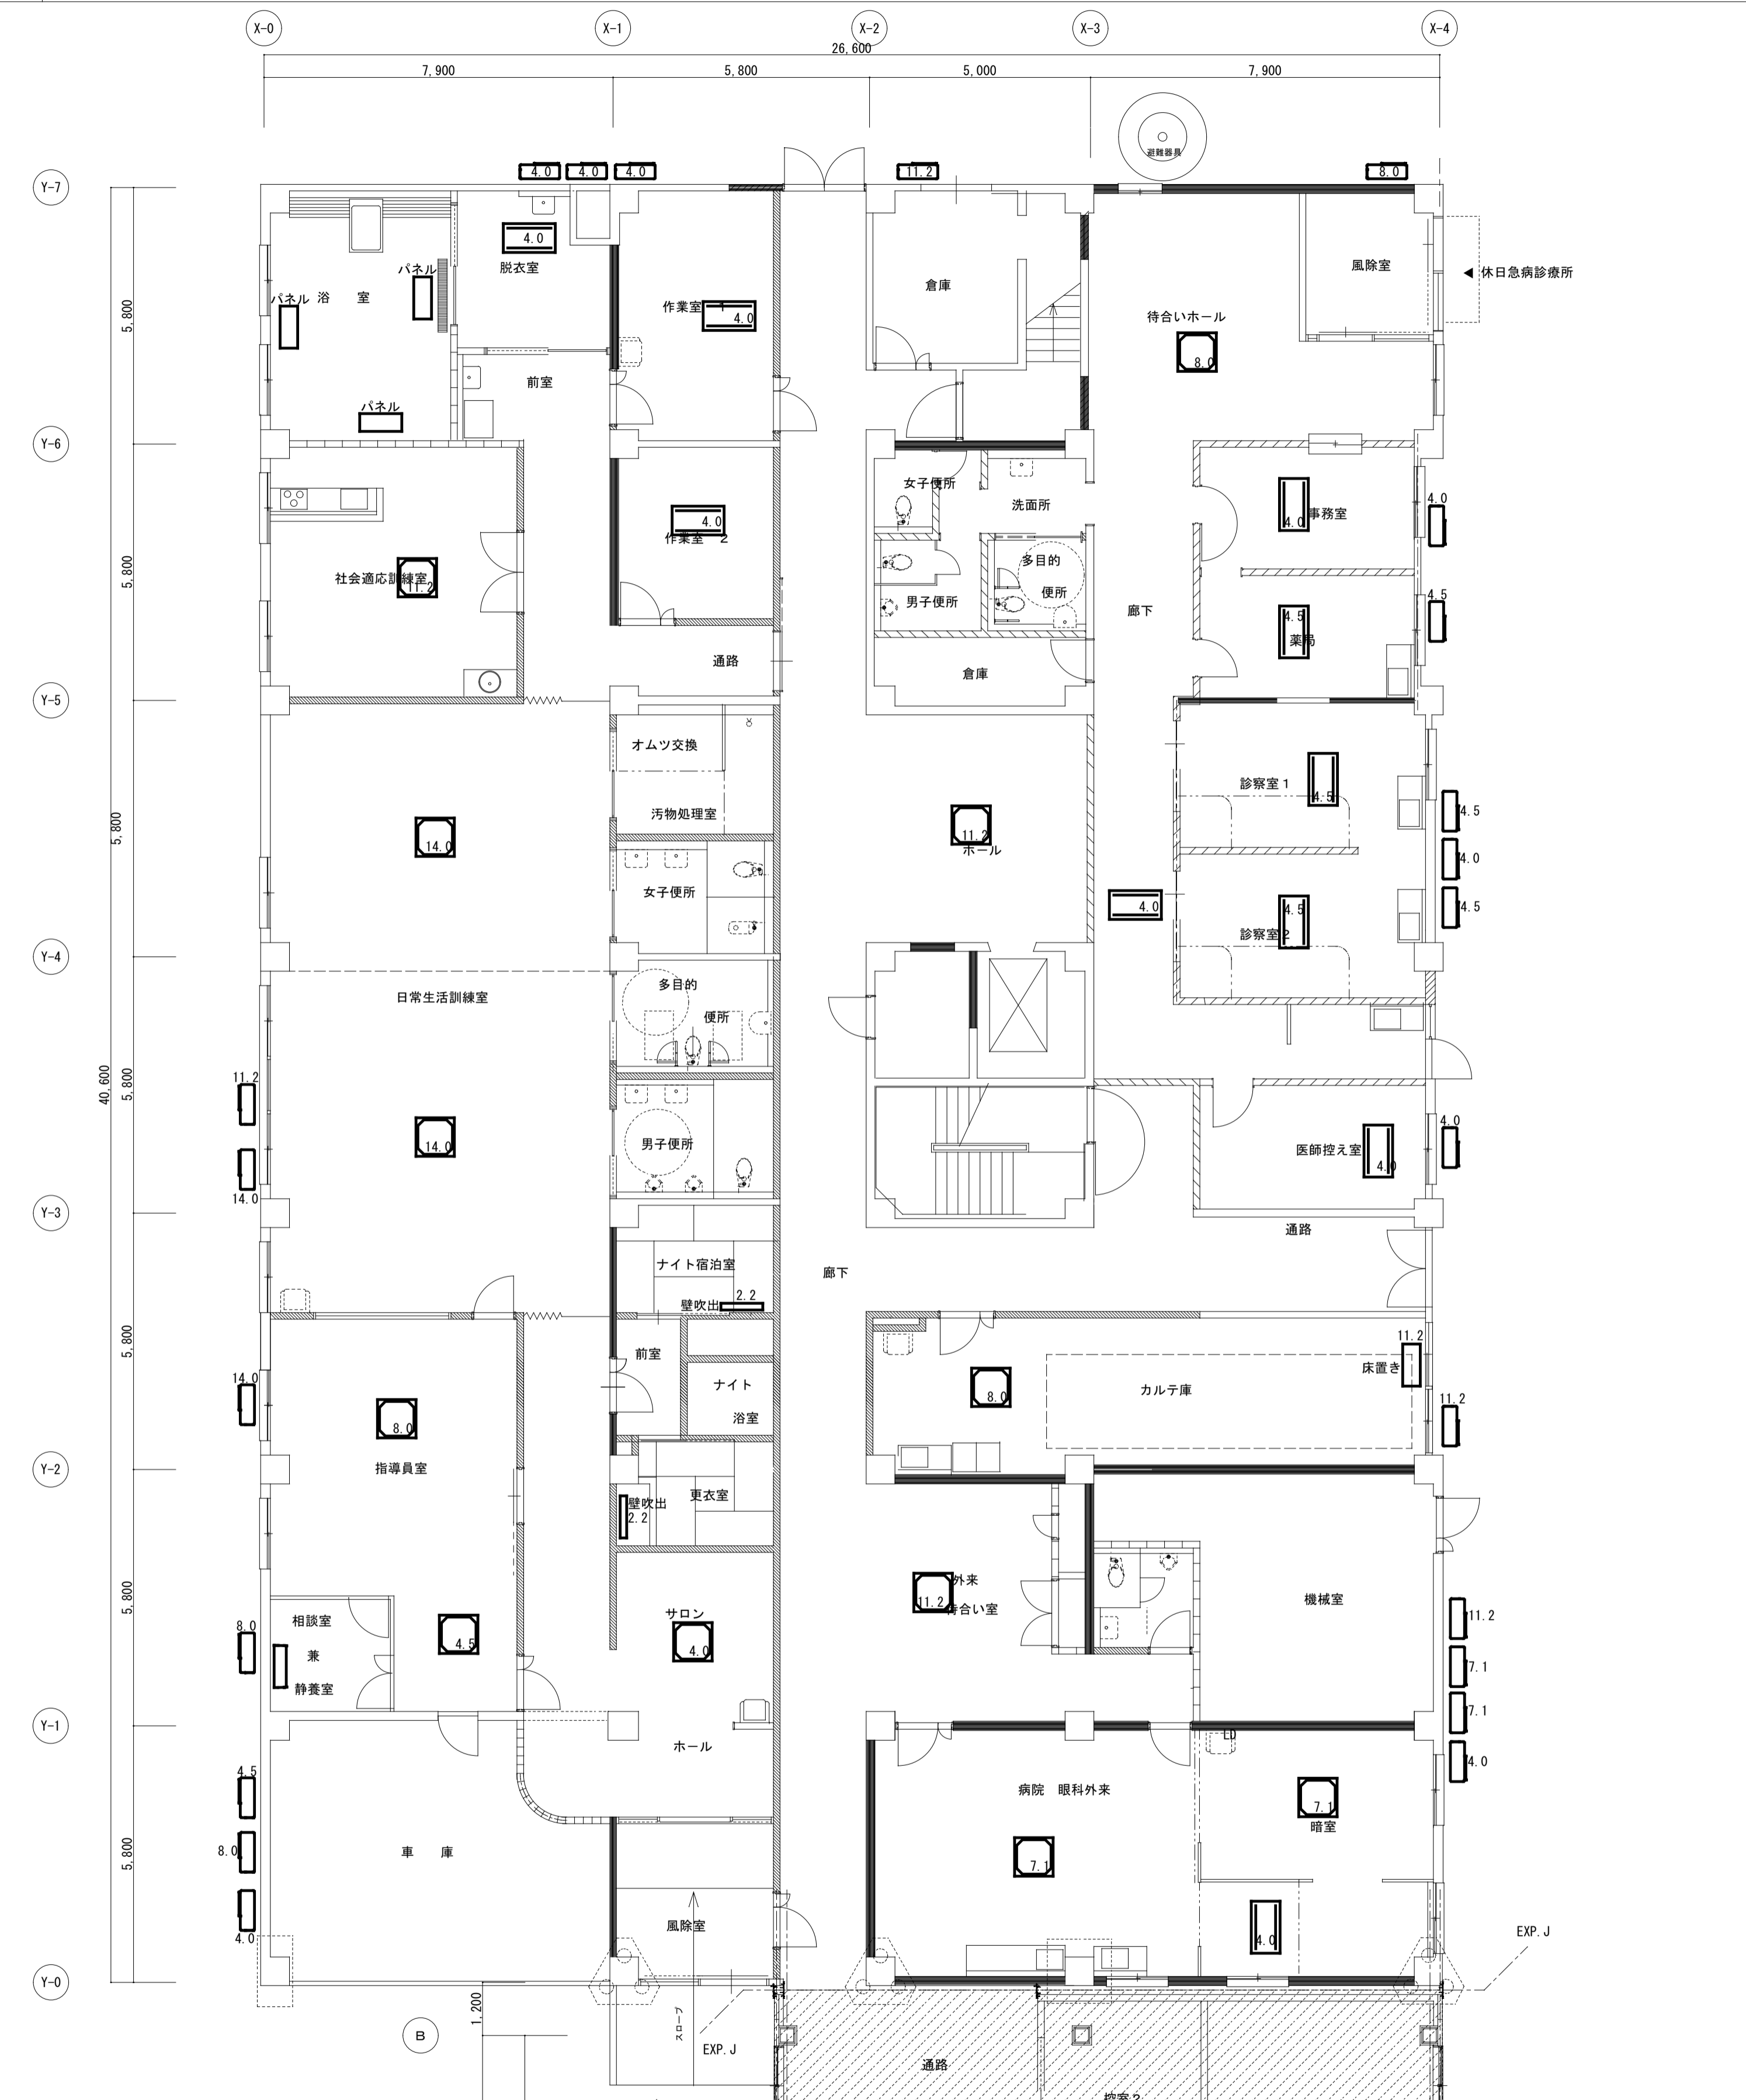 X-0 X-1 X-2 X-3 X-4
26,600
7,900 5,800 5,000 7,900
避難器具
Y-7
4.0 4.0 4.0 11.2 8.0
4.0
脱衣室
パネル
パネル
浴 室
作業室 1
4.0
倉庫
風除室
◀ 休日急病診療所
待合いホール
8.0
5,800
前室
パネル
Y-6
女子便所
洗面所
4.0
事務室
4.0
4.0
作業室 2
社会適応訓練室
11.2
多目的
便所
男子便所
廊下
4.5
薬局
4.5
5,800
通路
倉庫
Y-5
オムツ交換
汚物処理室
診察室1
4.5
4.5
14.0
11.2
ホール
4.0
5,800
女子便所
4.0
4.5
診察室2
4.5
Y-4
日常生活訓練室
多目的
便所
40,600
5,800
11.2
14.0
14.0
男子便所
医師控え室
4.0
4.0
Y-3
通路
ナイト宿泊室
廊下
壁吹出
2.2
5,800
前室
11.2
床置き
カルテ庫
ナイト
浴室
14.0
8.0
8.0
11.2
Y-2
指導員室
更衣室
壁吹出
2.2
5,800
相談室
兼
静養室
8.0
4.5
サロン
4.0
外来
待合い室
11.2
機械室
11.2
7.1
7.1
4.0
Y-1
ホール
LD
病院 眼科外来
7.1
暗室
7.1
4.5
8.0
4.0
5,800
車 庫
風除室
4.0
EXP.J
Y-0
1,200
B
スロープ
EXP.J
通路
控室2